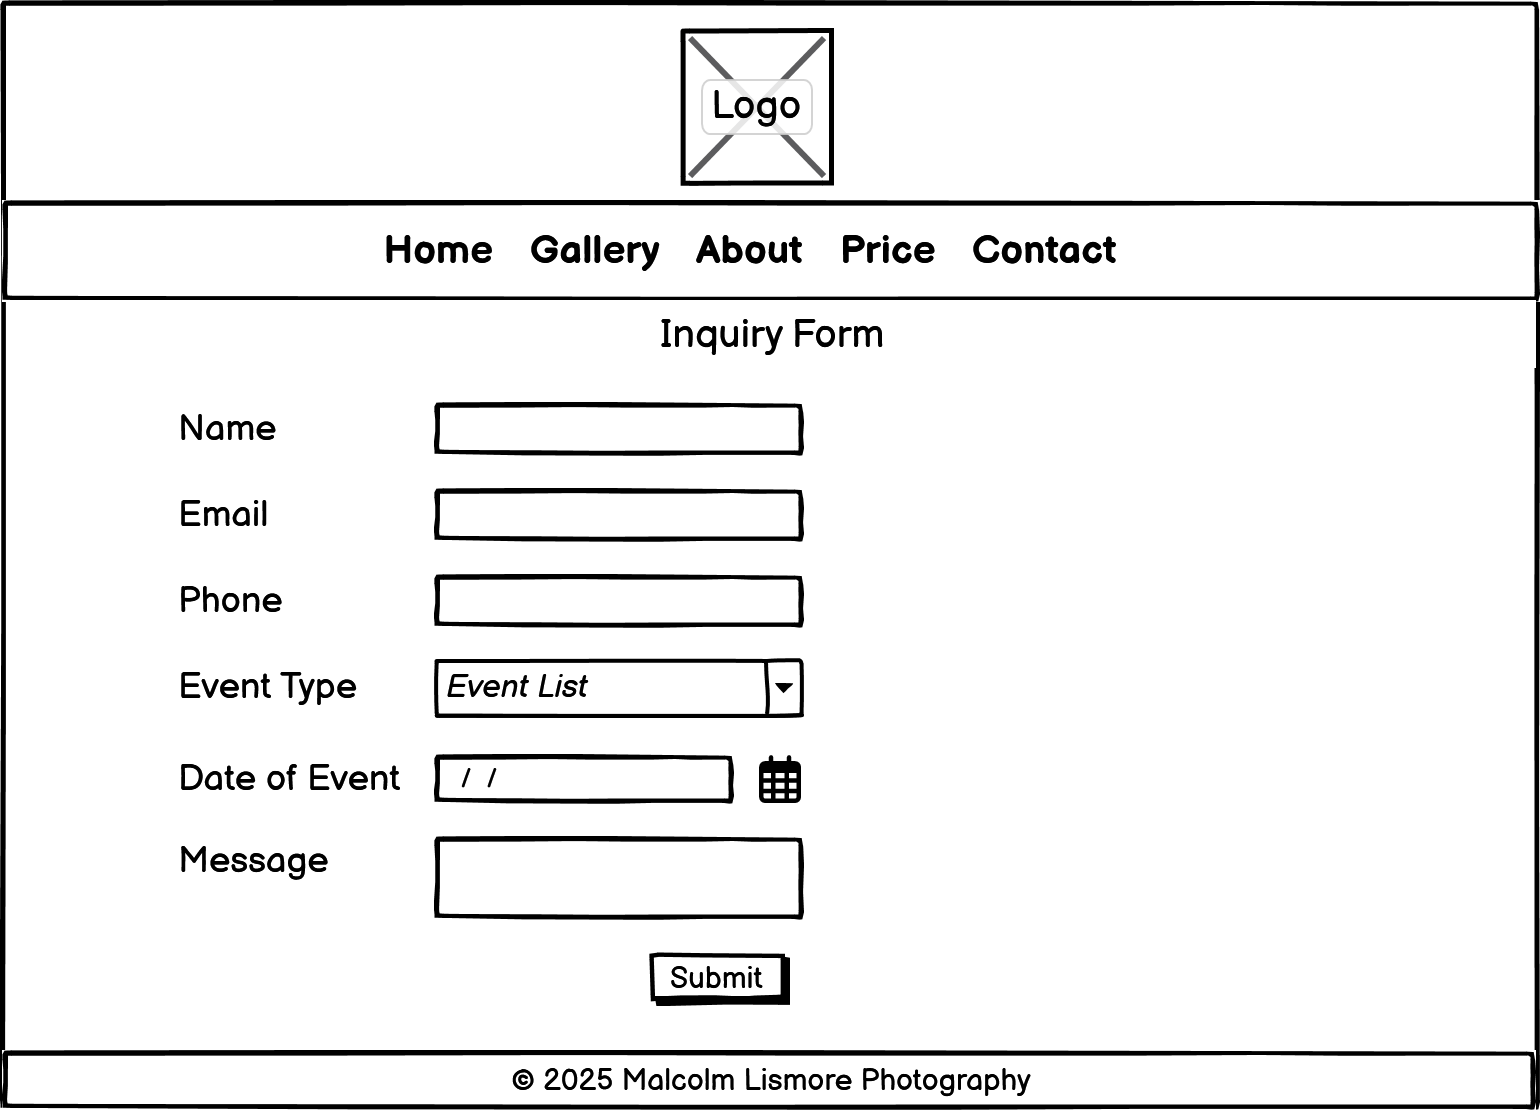 Logo
Home Gallery About Price Contact
Inquiry Form
Name
Email
Phone
Event Type Event List
Date of Event / /
Message
Submit
© 2025 Malcolm Lismore Photography